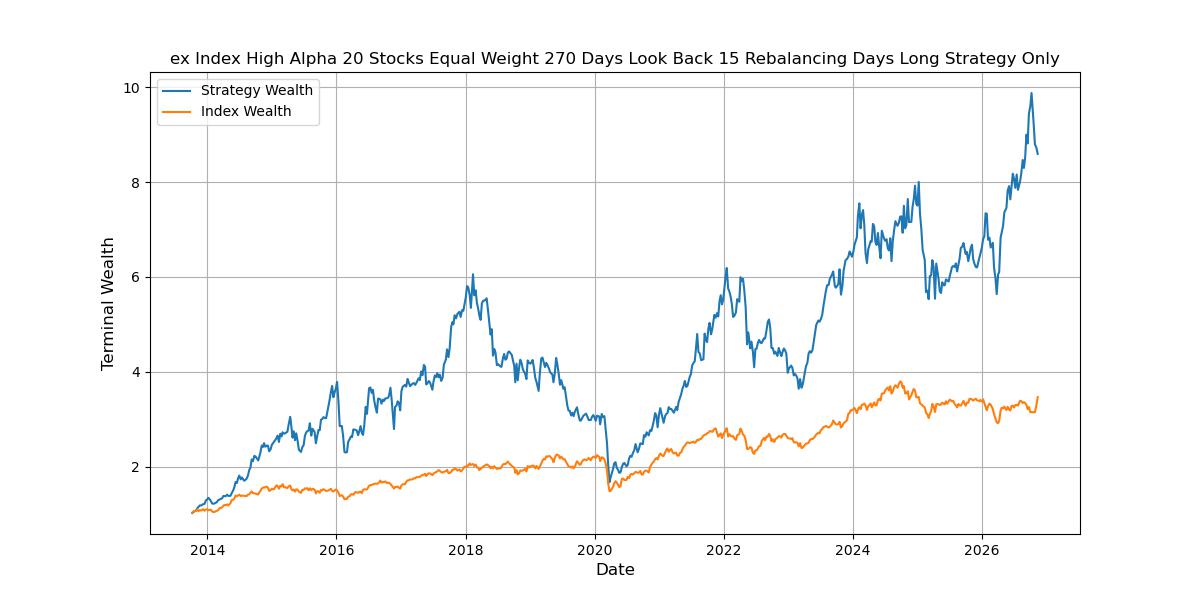 ex Index High Alpha 20 Stocks Equal Weight 270 Days Look Back 15 Rebalancing Days Long Strategy Only
Strategy Wealth
Index Wealth
10
8
6
4
2
Terminal Wealth
2014 2016 2018 2020 2022 2024 2026
Date